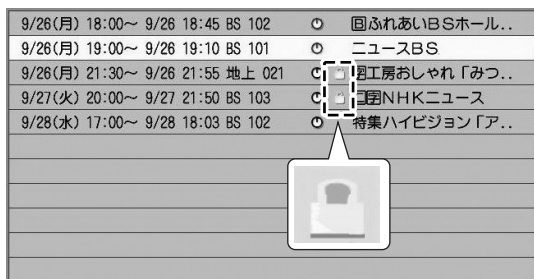 9/26(月) 18:00～ 9/26 18:45 BS 102 ⒷふれあいBSホール..
9/26(月) 19:00～ 9/26 19:10 BS 101 ニュースBS
9/26(月) 21:30～ 9/26 21:55 地上 021 工房おしゃれ「みつ..
9/27(火) 20:00～ 9/27 21:50 BS 103 字NHKニュース
9/28(水) 17:00～ 9/28 18:03 BS 102 特集ハイビジョン「ア..